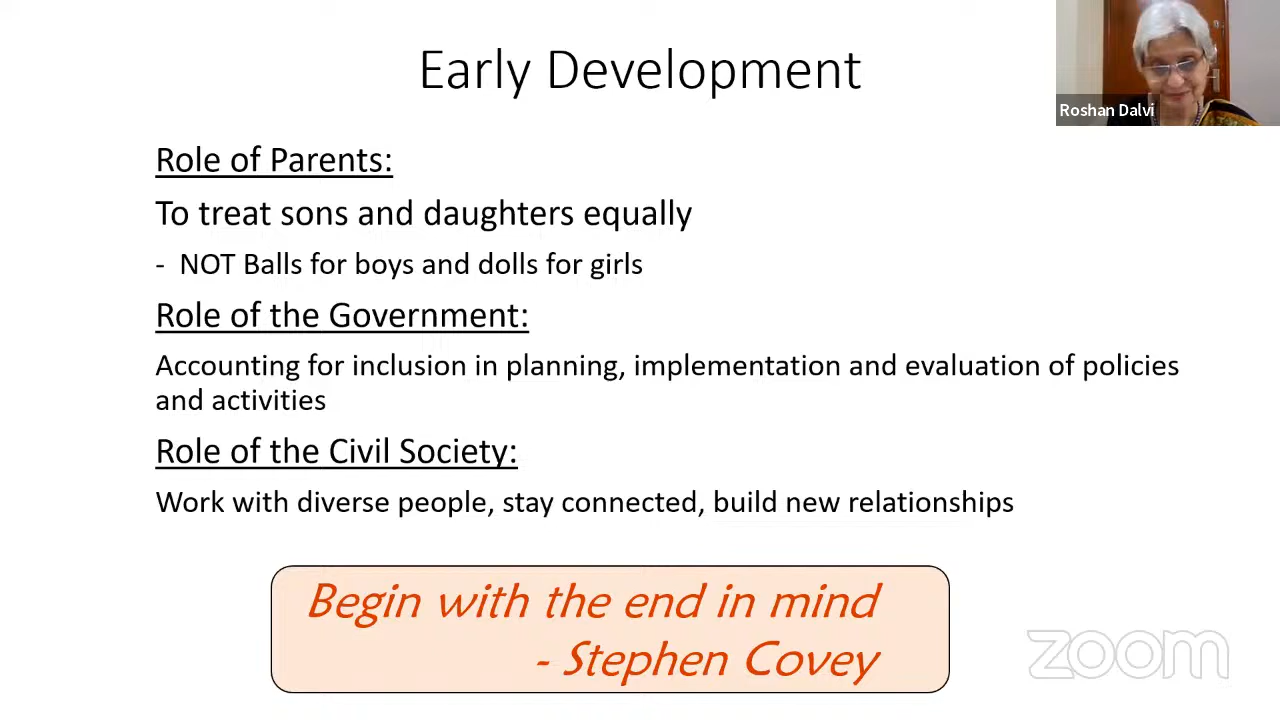 Early Development
Roshan Dalvi
Role of Parents:
To treat sons and daughters equally
- NOT Balls for boys and dolls for girls
Role of the Government:
Accounting for inclusion in planning, implementation and evaluation of policies
and activities
Role of the Civil Society:
Work with diverse people, stay connected, build new relationships
Begin with the end in mind
- Stephen Covey
zoom